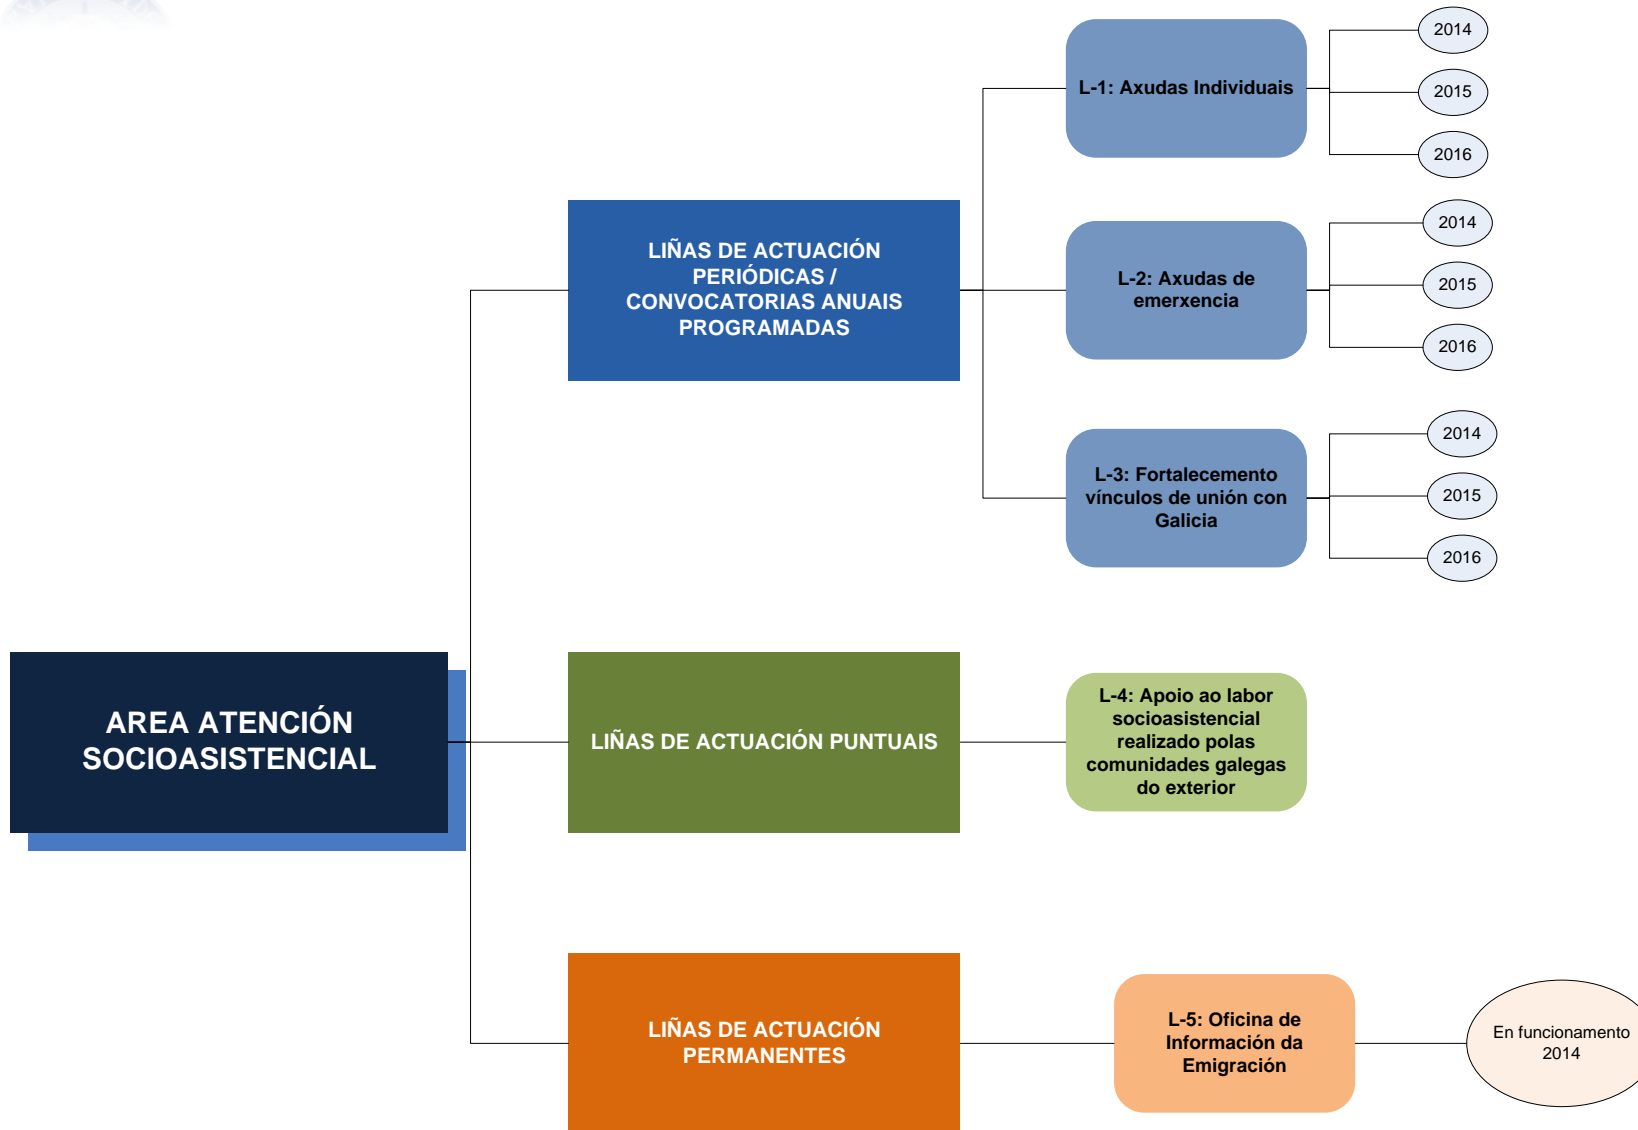 2014
L-1: Axudas Individuais
2015
2016
LIÑAS DE ACTUACIÓN
PERIÓDICAS /
CONVOCATORIAS ANUAIS
PROGRAMADAS
2014
L-2: Axudas de
emerxencia
2015
2016
2014
L-3: Fortalecemento
vínculos de unión con
Galicia
2015
2016
AREA ATENCIÓN
SOCIOASISTENCIAL
LIÑAS DE ACTUACIÓN PUNTUAIS
L-4: Apoio ao labor
socioasistencial
realizado polas
comunidades galegas
do exterior
LIÑAS DE ACTUACIÓN
PERMANENTES
L-5: Oficina de
Información da
Emigración
En funcionamento
2014